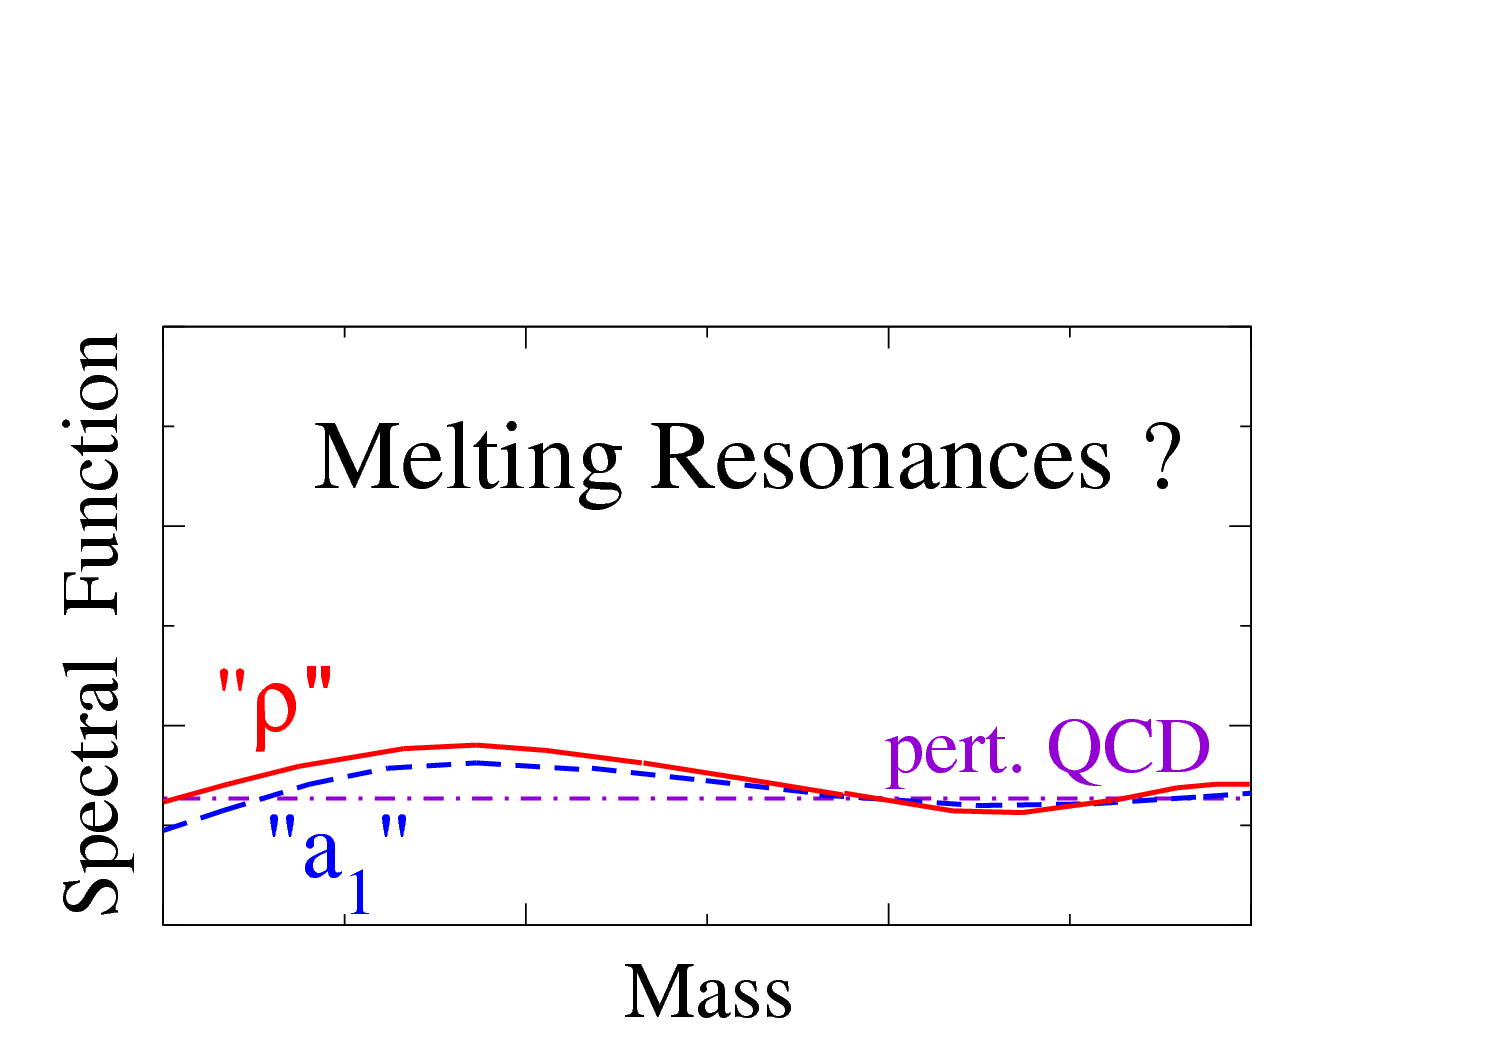 Melting Resonances ?
Spectral Function
"ρ"
pert. QCD
"a₁"
Mass